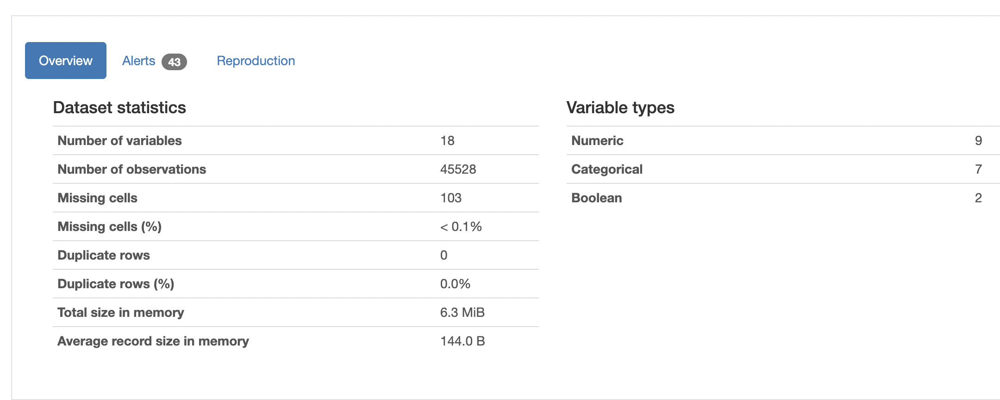 Overview Alerts 43 Reproduction
Dataset statistics
Number of variables 18
Number of observations 45528
Missing cells 103
Missing cells (%) < 0.1%
Duplicate rows 0
Duplicate rows (%) 0.0%
Total size in memory 6.3 MiB
Average record size in memory 144.0 B
Variable types
Numeric 9
Categorical 7
Boolean 2